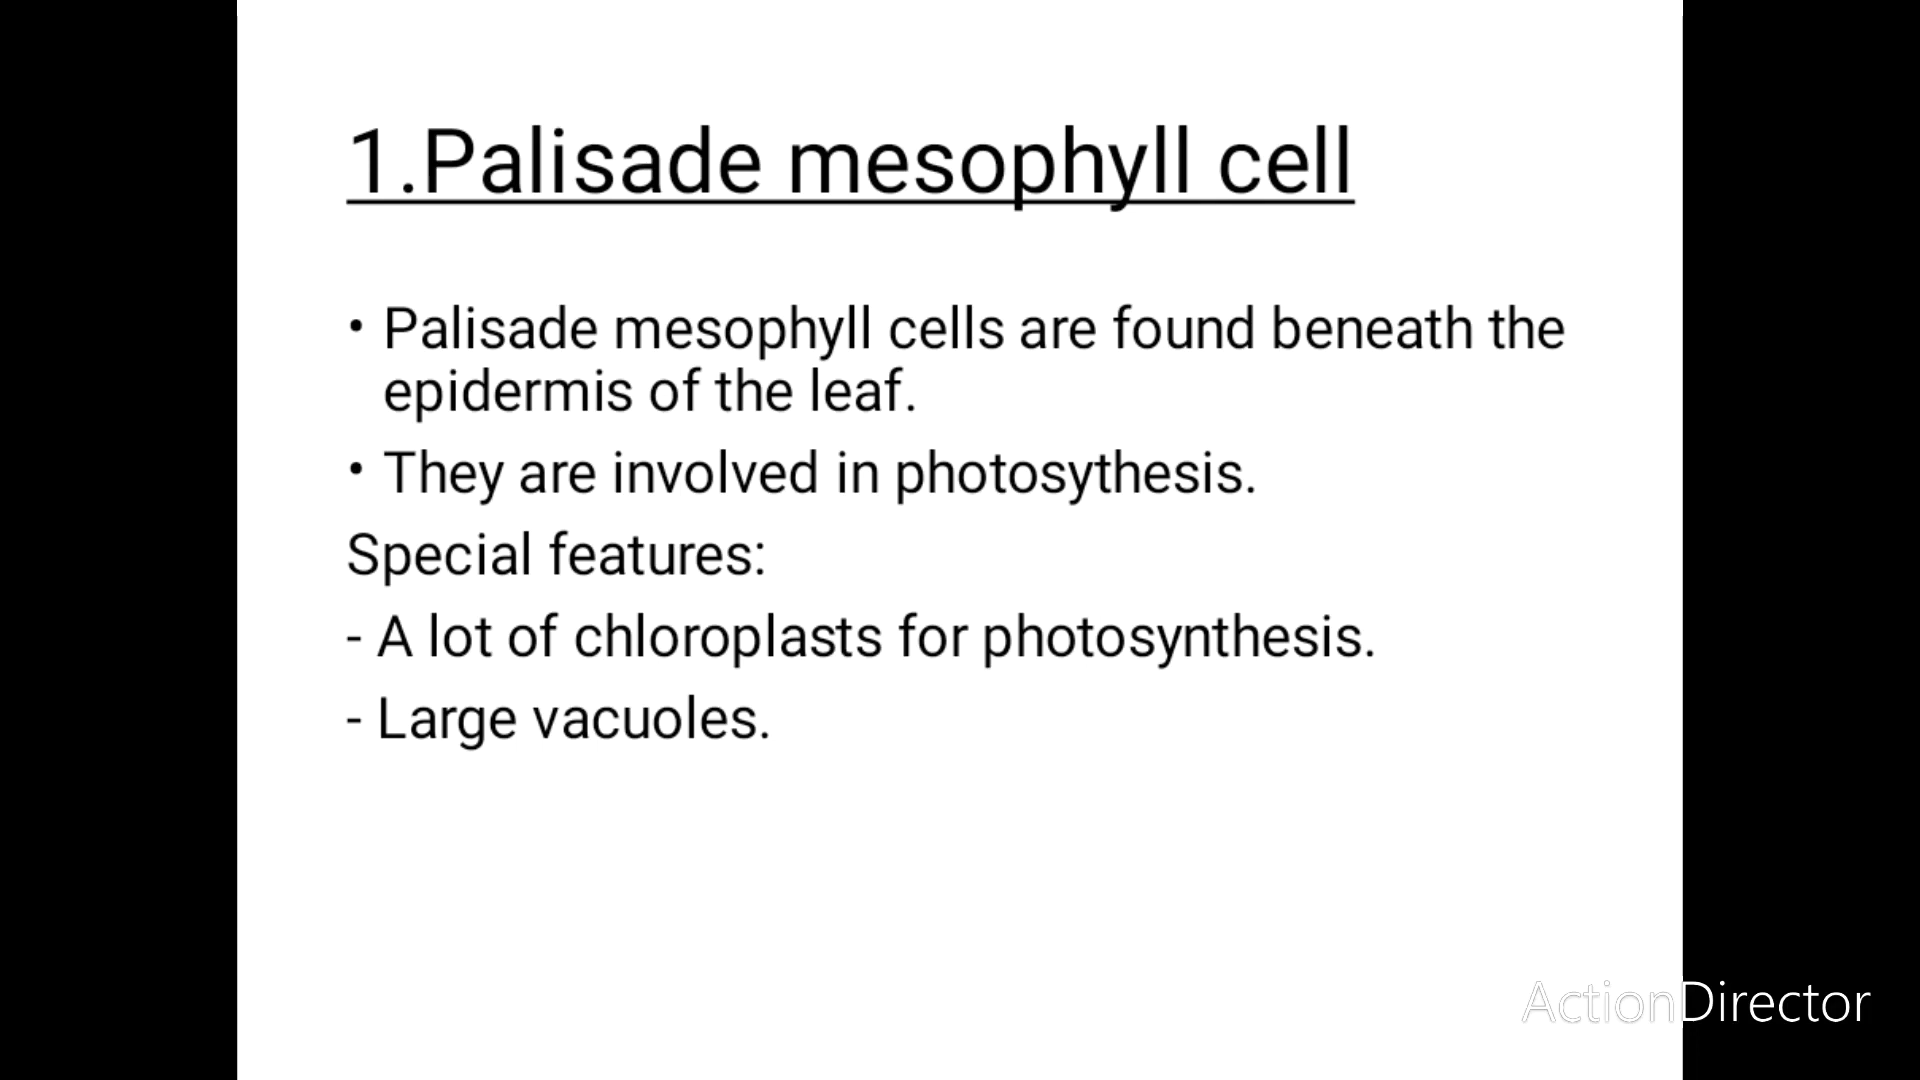 1.Palisade mesophyll cell
• Palisade mesophyll cells are found beneath the
epidermis of the leaf.
• They are involved in photosythesis.
Special features:
- A lot of chloroplasts for photosynthesis.
- Large vacuoles.
ActionDirector